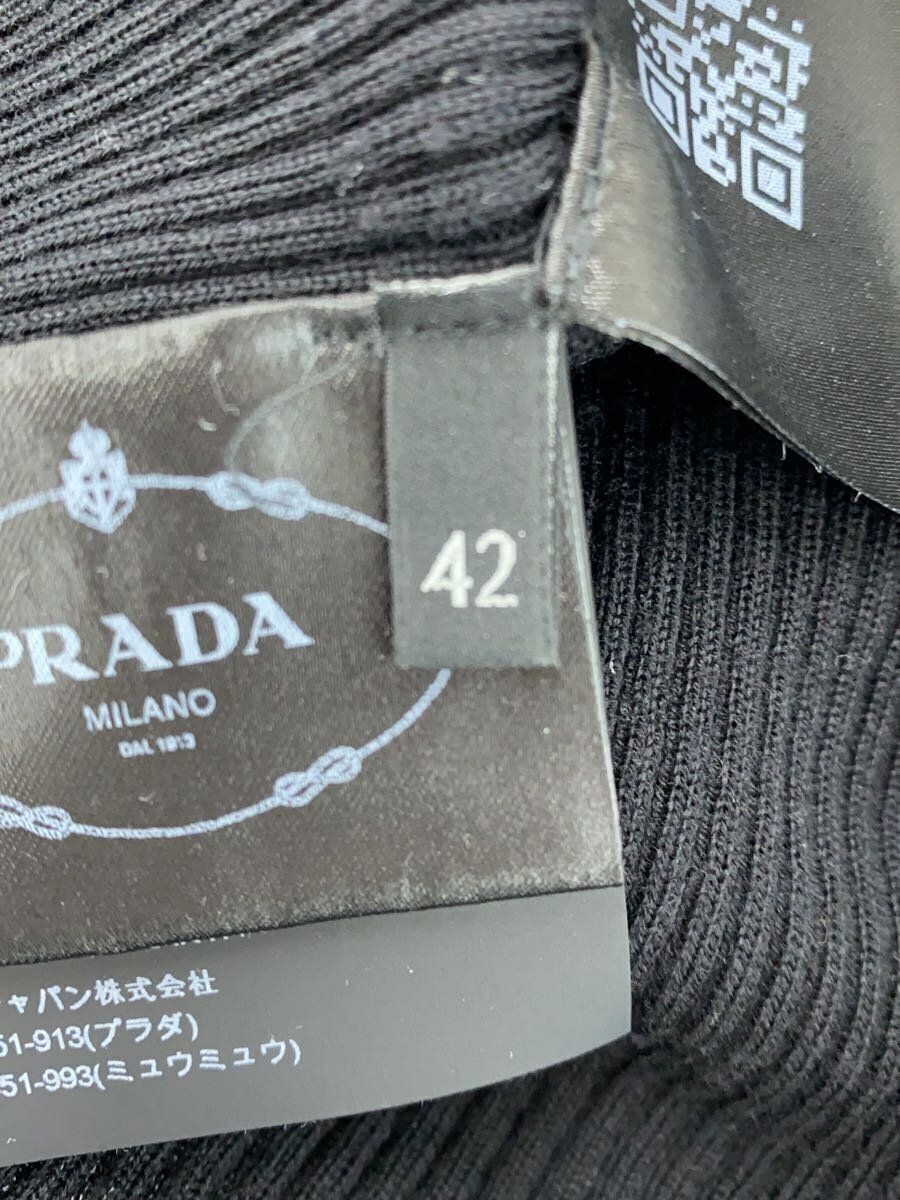 42
PRADA
MILANO
DAL 1913
ャパン株式会社
51-913(プラダ)
51-993(ミュウミュウ)